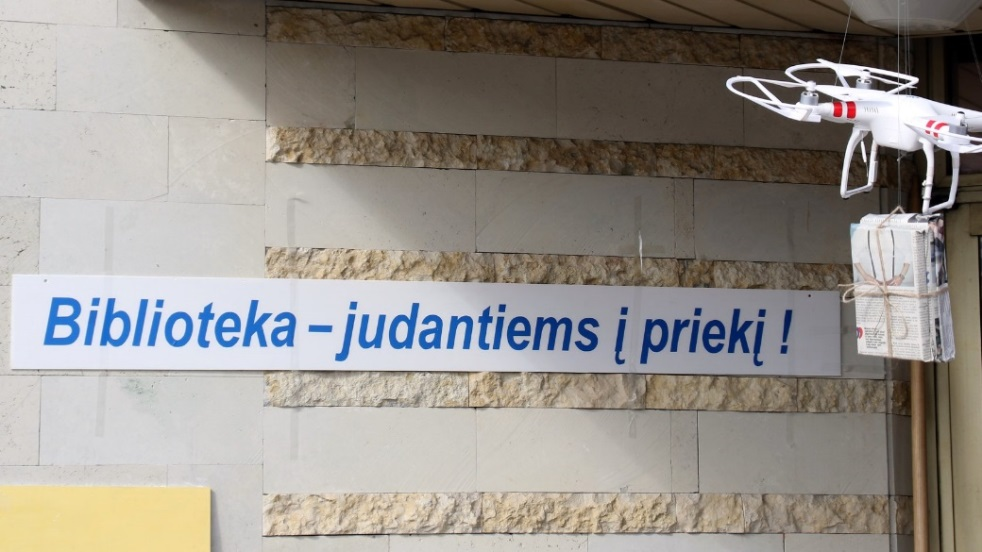 Biblioteka – judantiems į priekį !